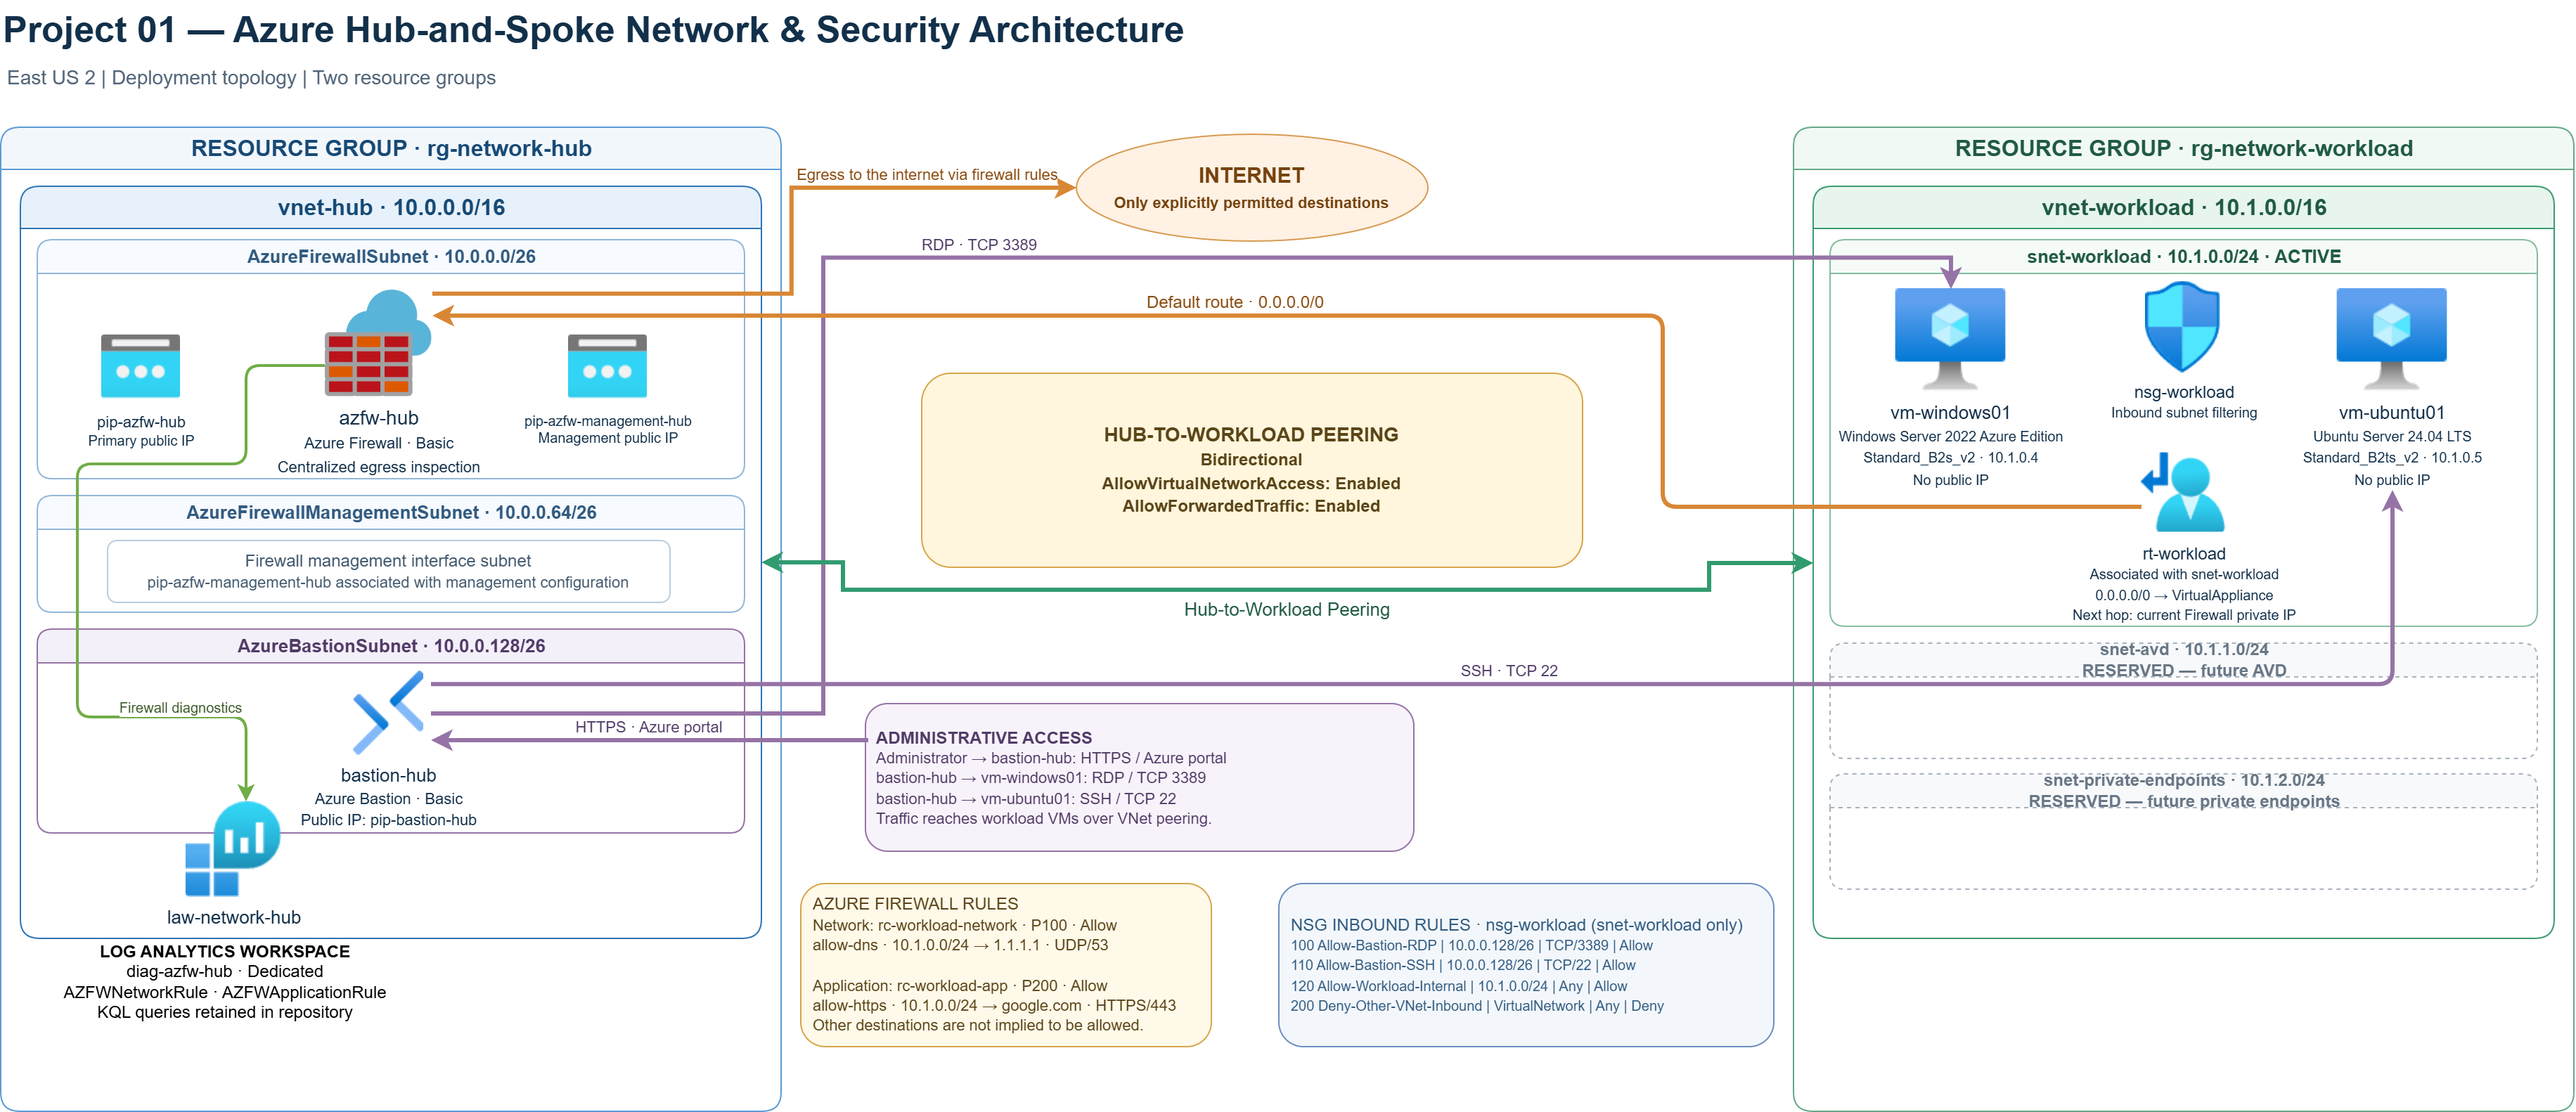 Project 01 — Azure Hub-and-Spoke Network & Security Architecture
East US 2 | Deployment topology | Two resource groups
RESOURCE GROUP · rg-network-hub
vnet-hub · 10.0.0.0/16
AzureFirewallSubnet · 10.0.0.0/26
pip-azfw-hub
Primary public IP
azfw-hub
Azure Firewall · Basic
Centralized egress inspection
pip-azfw-management-hub
Management public IP
AzureFirewallManagementSubnet · 10.0.0.64/26
Firewall management interface subnet
pip-azfw-management-hub associated with management configuration
AzureBastionSubnet · 10.0.0.128/26
Firewall diagnostics
bastion-hub
Azure Bastion · Basic
Public IP: pip-bastion-hub
law-network-hub
LOG ANALYTICS WORKSPACE
diag-azfw-hub · Dedicated
AZFWNetworkRule · AZFWApplicationRule
KQL queries retained in repository
Egress to the internet via firewall rules
INTERNET
Only explicitly permitted destinations
RDP · TCP 3389
Default route · 0.0.0.0/0
HUB-TO-WORKLOAD PEERING
Bidirectional
AllowVirtualNetworkAccess: Enabled
AllowForwardedTraffic: Enabled
Hub-to-Workload Peering
SSH · TCP 22
HTTPS · Azure portal
ADMINISTRATIVE ACCESS
Administrator → bastion-hub: HTTPS / Azure portal
bastion-hub → vm-windows01: RDP / TCP 3389
bastion-hub → vm-ubuntu01: SSH / TCP 22
Traffic reaches workload VMs over VNet peering.
AZURE FIREWALL RULES
Network: rc-workload-network · P100 · Allow
allow-dns · 10.1.0.0/24 → 1.1.1.1 · UDP/53
Application: rc-workload-app · P200 · Allow
allow-https · 10.1.0.0/24 → google.com · HTTPS/443
Other destinations are not implied to be allowed.
NSG INBOUND RULES · nsg-workload (snet-workload only)
100 Allow-Bastion-RDP | 10.0.0.128/26 | TCP/3389 | Allow
110 Allow-Bastion-SSH | 10.0.0.128/26 | TCP/22 | Allow
120 Allow-Workload-Internal | 10.1.0.0/24 | Any | Allow
200 Deny-Other-VNet-Inbound | VirtualNetwork | Any | Deny
RESOURCE GROUP · rg-network-workload
vnet-workload · 10.1.0.0/16
snet-workload · 10.1.0.0/24 · ACTIVE
vm-windows01
Windows Server 2022 Azure Edition
Standard_B2s_v2 · 10.1.0.4
No public IP
nsg-workload
Inbound subnet filtering
vm-ubuntu01
Ubuntu Server 24.04 LTS
Standard_B2ts_v2 · 10.1.0.5
No public IP
rt-workload
Associated with snet-workload
0.0.0.0/0 → VirtualAppliance
Next hop: current Firewall private IP
snet-avd · 10.1.1.0/24
RESERVED — future AVD
snet-private-endpoints · 10.1.2.0/24
RESERVED — future private endpoints